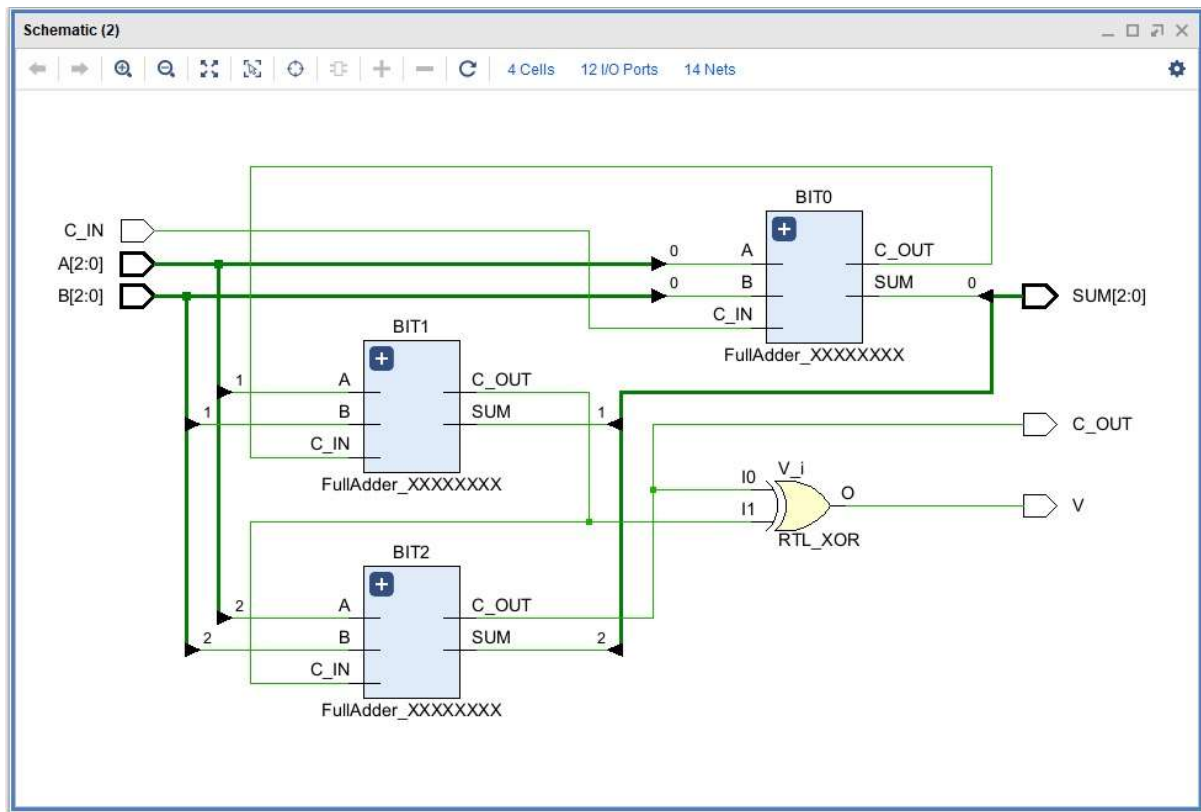 Schematic (2)
4 Cells 12 I/O Ports 14 Nets
BIT0
C_IN
A[2:0]
B[2:0]
0 A C_OUT
0 B SUM 0 SUM[2:0]
C_IN
FullAdder_XXXXXXXX
BIT1
1 A C_OUT
1 B SUM 1
C_IN
FullAdder_XXXXXXXX
C_OUT
V_i
I0
I1 O V
RTL_XOR
BIT2
2 A C_OUT
2 B SUM 2
C_IN
FullAdder_XXXXXXXX